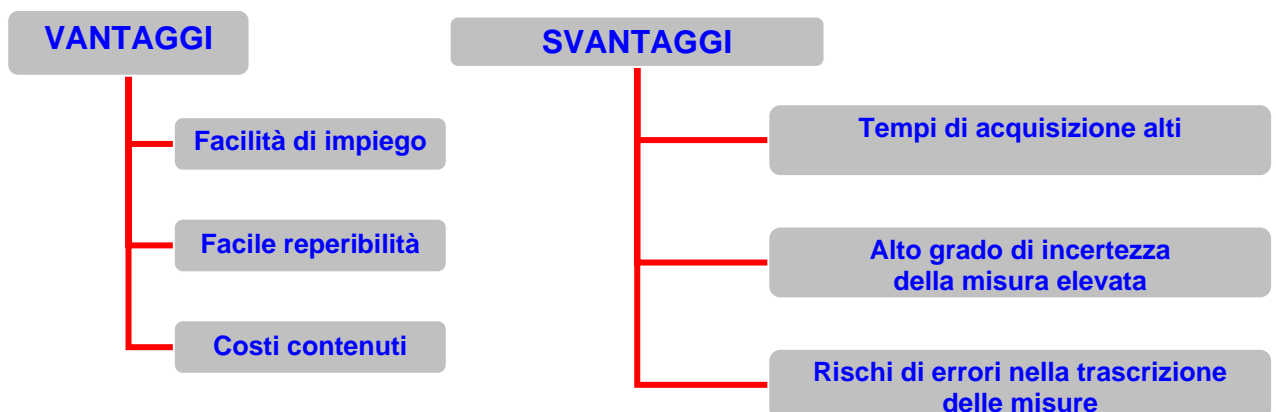 VANTAGGI
Facilità di impiego
Facile reperibilità
Costi contenuti
SVANTAGGI
Tempi di acquisizione alti
Alto grado di incertezza
della misura elevata
Rischi di errori nella trascrizione
delle misure